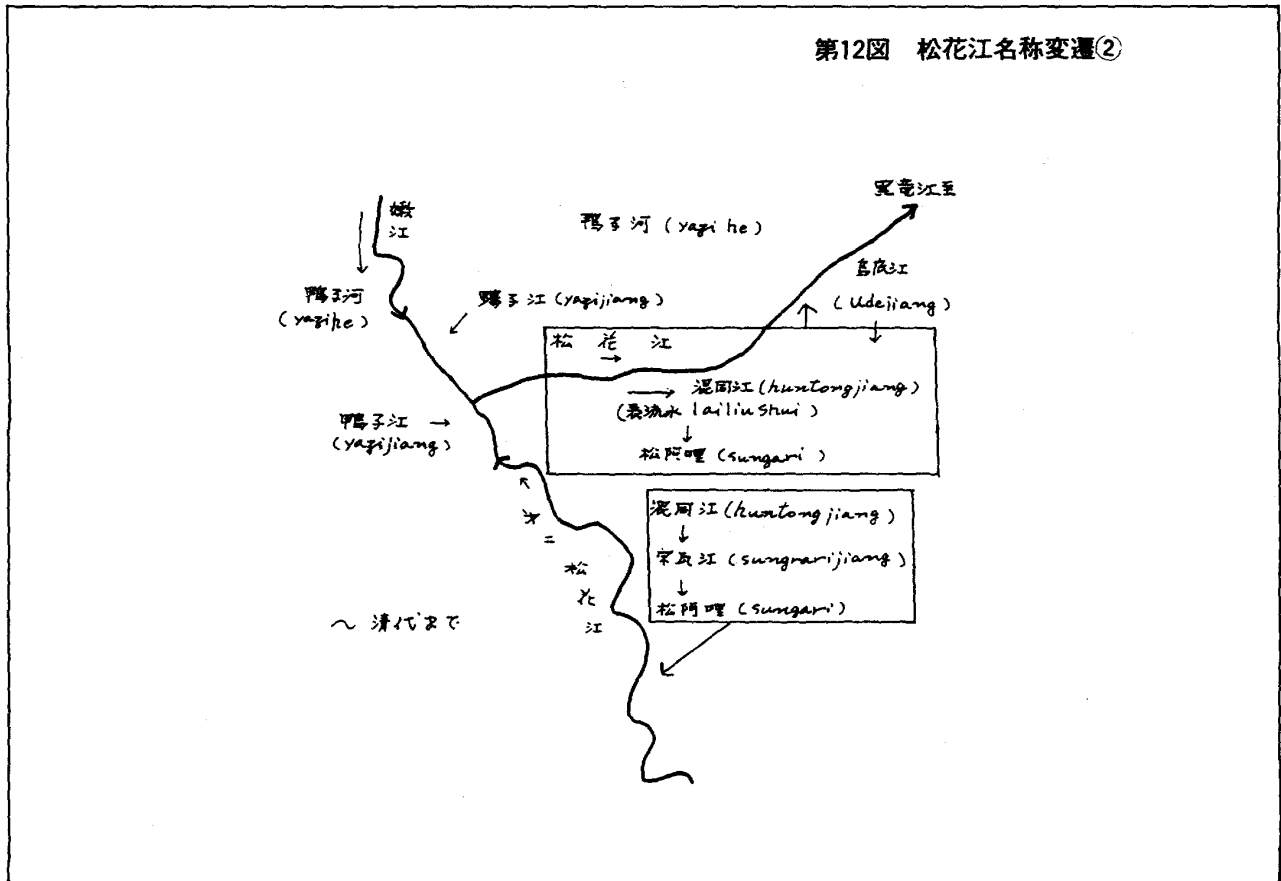 第12図 松花江名称変遷②
嫩江
鴨子河 (yazi he)
黒竜江至
烏底江
(Udejiang)
鴨子河
(yazihe)
鴨子江 (yazijiang)
松花江
混同江 (huntongjiang)
(淶流水 lailiu shui)
松阿哩 (sungari)
鴨子江
(yazijiang)
混同江 (huntong jiang)
宋瓦江 (sungrarijiang)
松阿哩 (sungari)
第二松花江
~ 清代まで